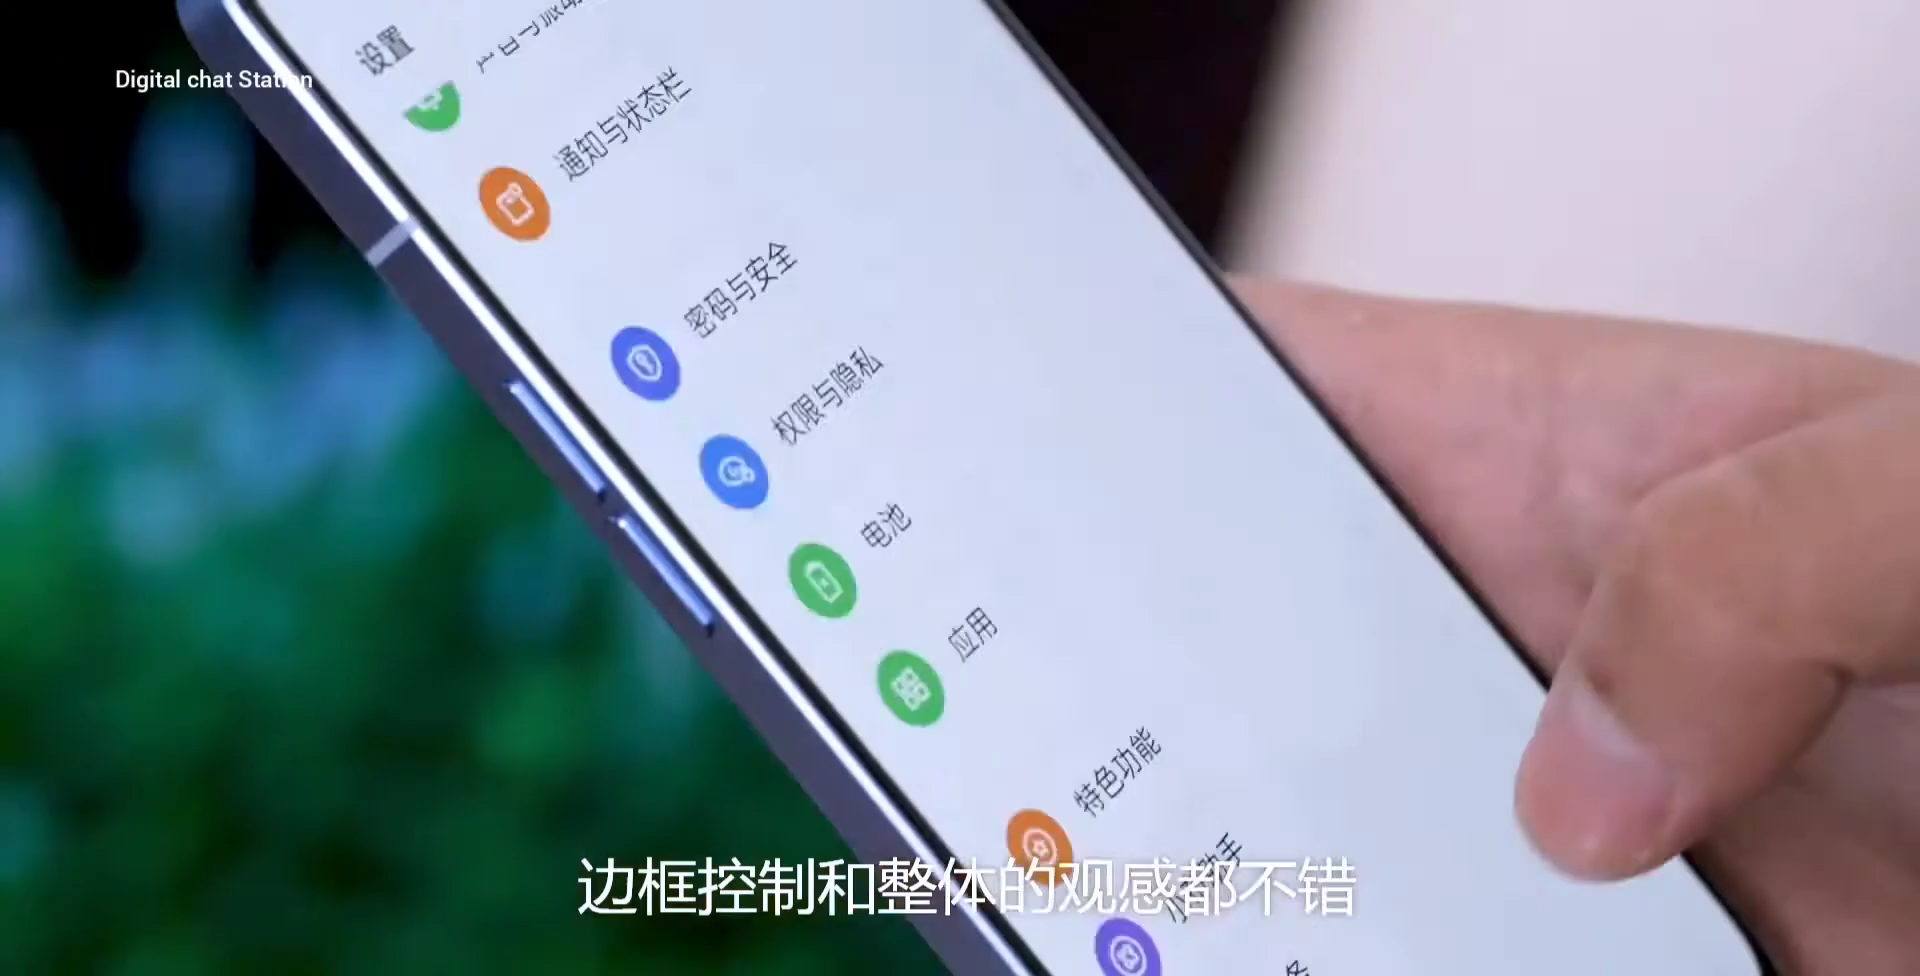 设置
Digital chat Station
通知与状态栏
密码与安全
权限与隐私
电池
应用
特色功能
边框控制和整体的观感都不错